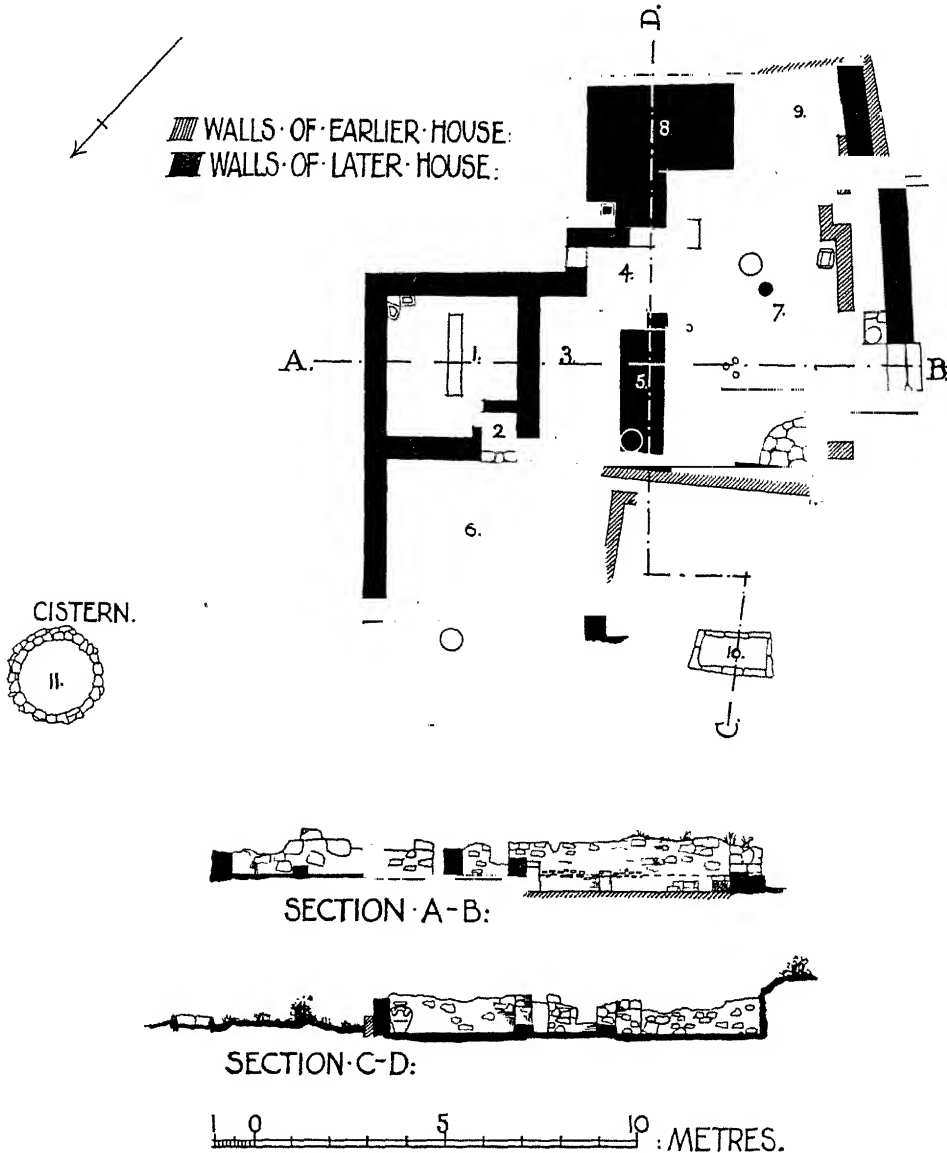 D.
WALLS·OF·EARLIER·HOUSE:
WALLS·OF·LATER·HOUSE:
8
9.
4.
7.
A.
1.
3.
5.
B:
2
6.
CISTERN.
11.
10.
C.
SECTION·A-B:
SECTION·C-D:
1 0 5 10 :METRES.